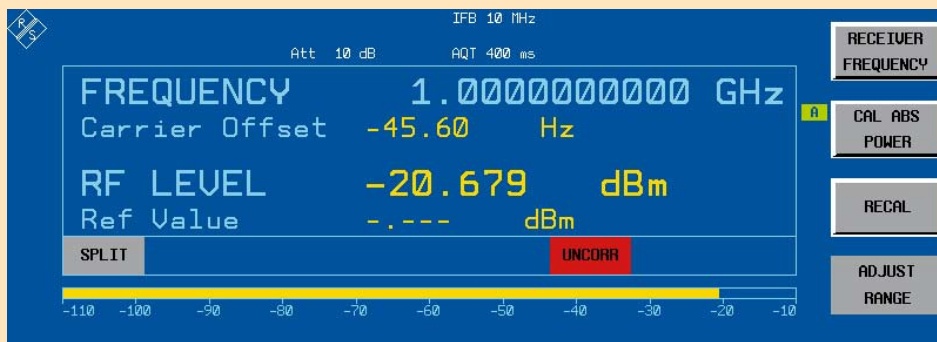 R/S
IFB 10 MHz
Att 10 dB AQT 400 ms
FREQUENCY 1.0000000000 GHz
Carrier Offset -45.60 Hz
RF LEVEL -20.679 dBm
Ref Value -.--- dBm
SPLIT UNCORR
-110 -100 -90 -80 -70 -60 -50 -40 -30 -20 -10
RECEIVER
FREQUENCY
A
CAL ABS
POWER
RECAL
ADJUST
RANGE